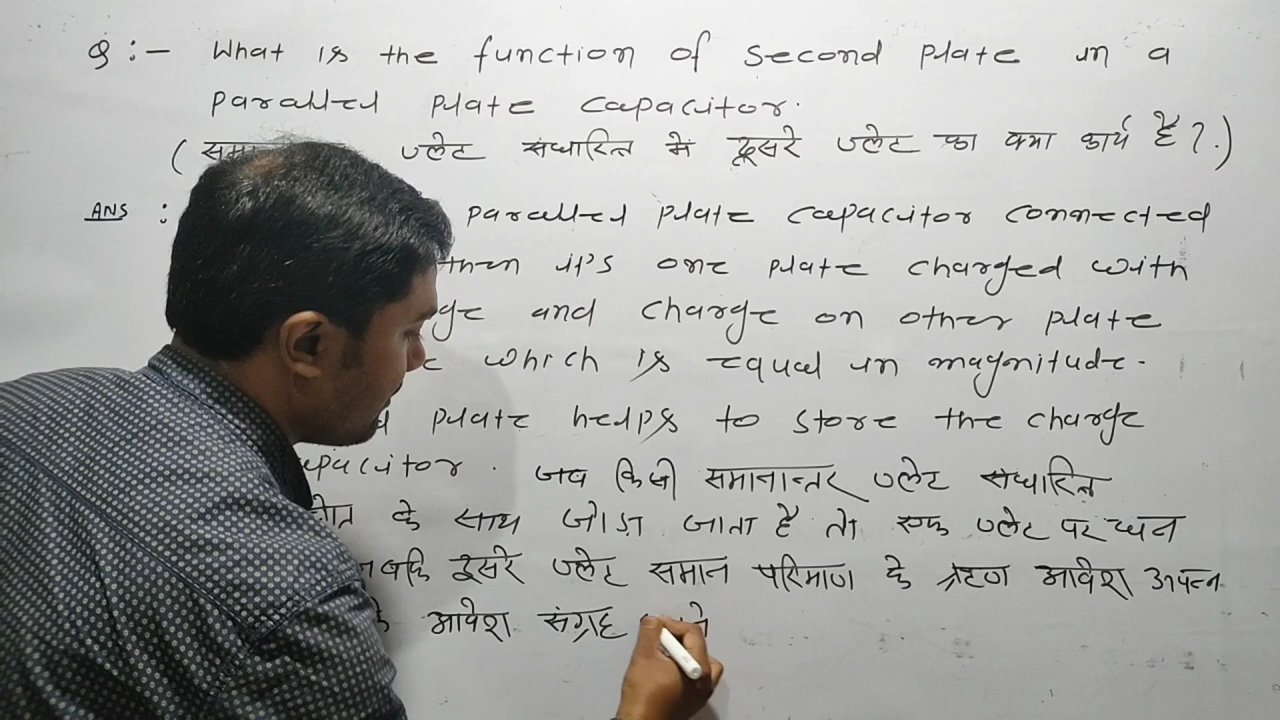 Q :- What is the function of second plate in a
parallel plate capacitor.
( प्लेट संधारित्र में दूसरे प्लेट का क्या कार्य है ?.)
ANS : parallel plate capacitor connected
then it's one plate charged with
and charge on other plate
which is equal in magnitude.
plate helps to store the charge
capacitor. जब किसी समानान्तर प्लेट संधारित्र
के साथ जोड़ा जाता है तो एक प्लेट पर धन
दूसरे प्लेट समान परिमाण के ऋण आवेश उत्पन्न
के आवेश संग्रह